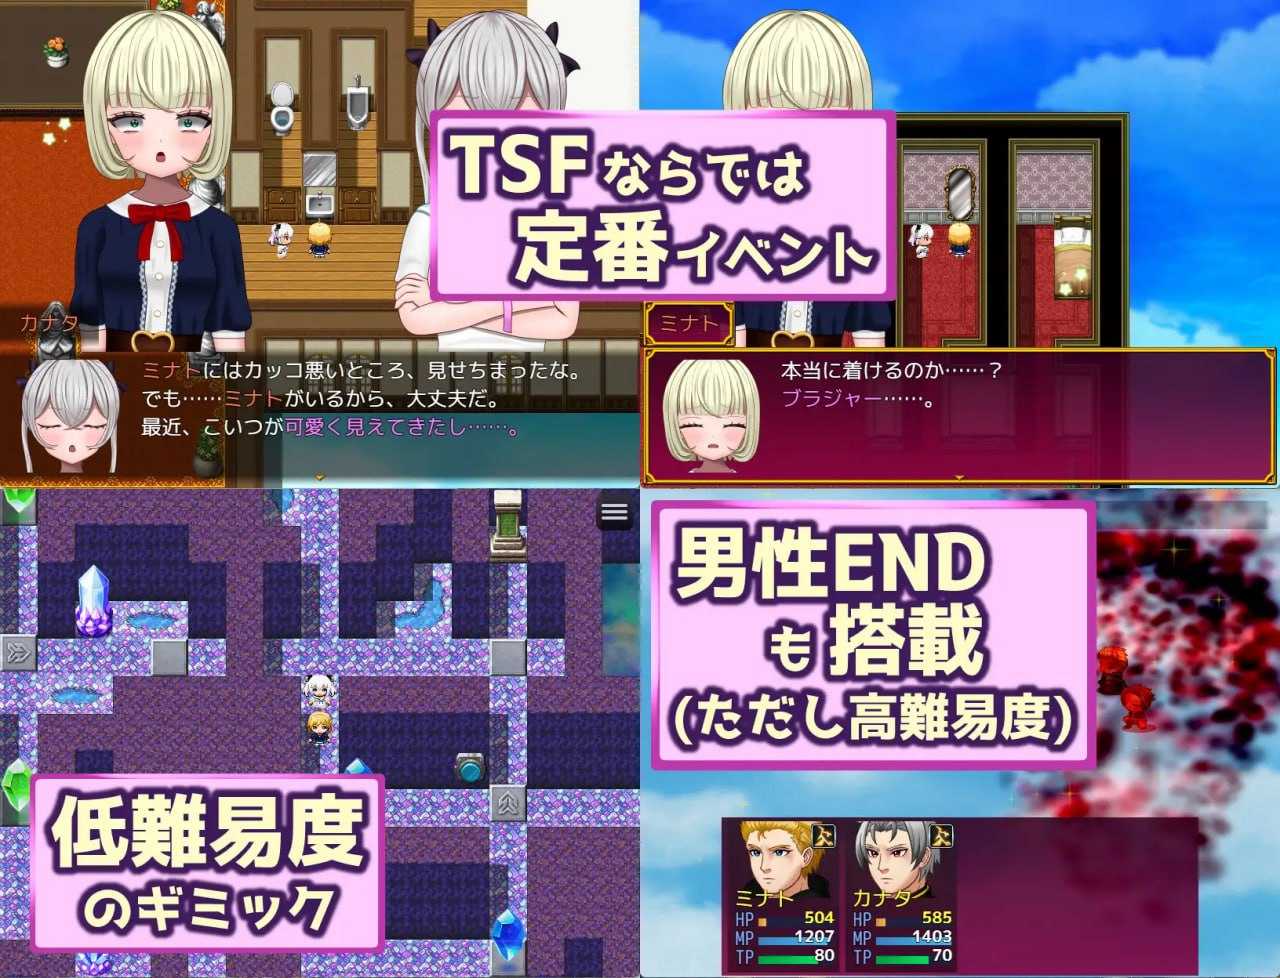 TSFならでは
定番イベント
カナタ
ミナトにはカッコ悪いところ、見せちまったな。
でも……ミナトがいるから、大丈夫だ。
最近、こいつが可愛く見えてきたし……。
ミナト
本当に着けるのか……？
ブラジャー……。
低難易度
のギミック
男性END
も搭載
(ただし高難易度)
ミナト
HP 504
MP 1207
TP 80
カナタ
HP 585
MP 1403
TP 70